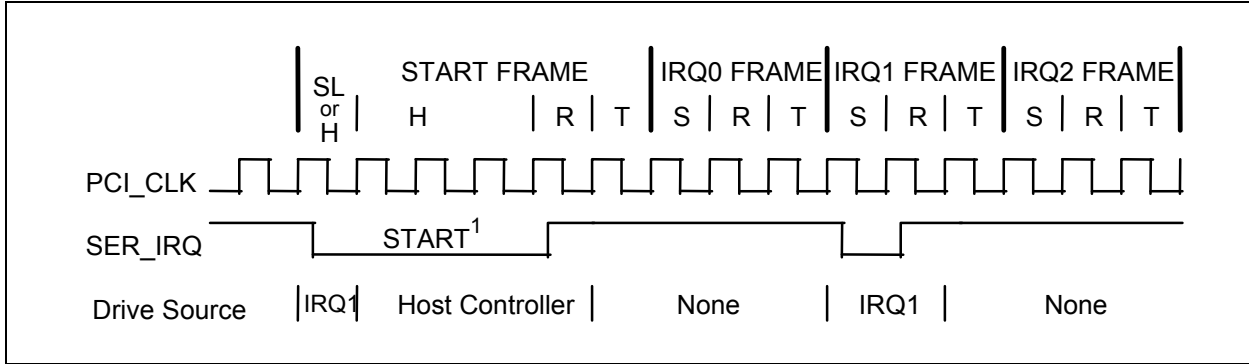 START FRAME IRQ0 FRAME IRQ1 FRAME IRQ2 FRAME
SL
or
H
H R T S R T S R T S R T
PCI_CLK
SER_IRQ START1
Drive Source IRQ1 Host Controller None IRQ1 None